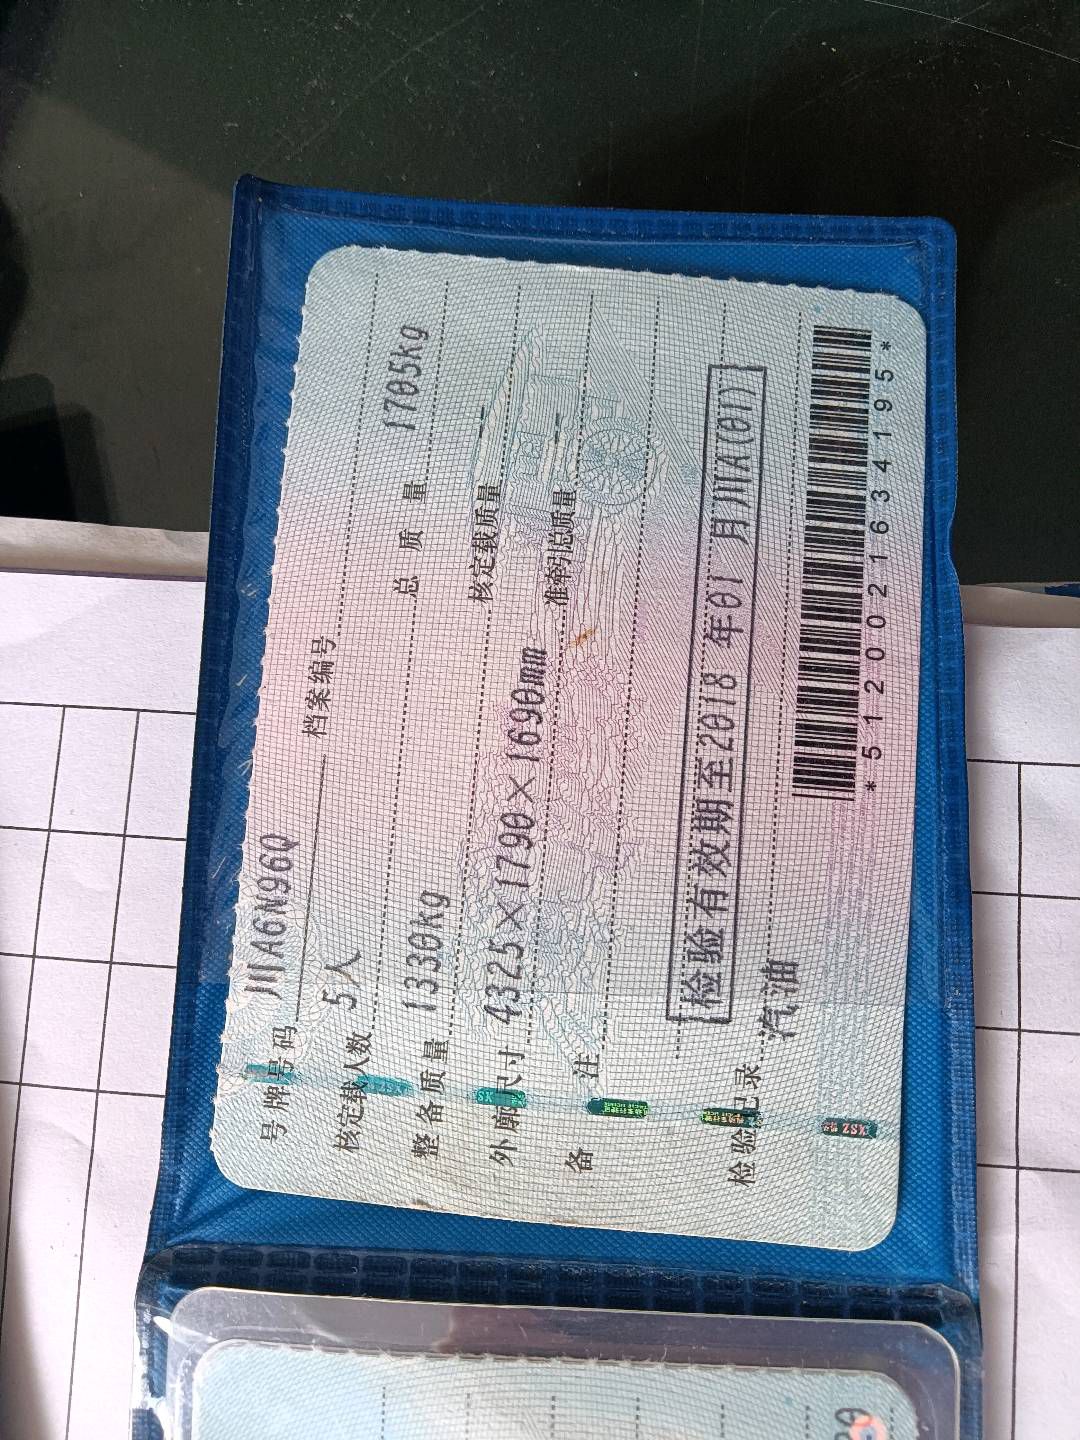 号牌号码 川A6N96Q 档案编号
核定载人数 5人 总质量 1705kg
整备质量 1330kg 核定载质量 —
外廓尺寸 4325×1790×1690mm 准牵引总质量 —
备注
检验有效期至2018年01月川A(01)
检验记录 汽油
*5120021634195*